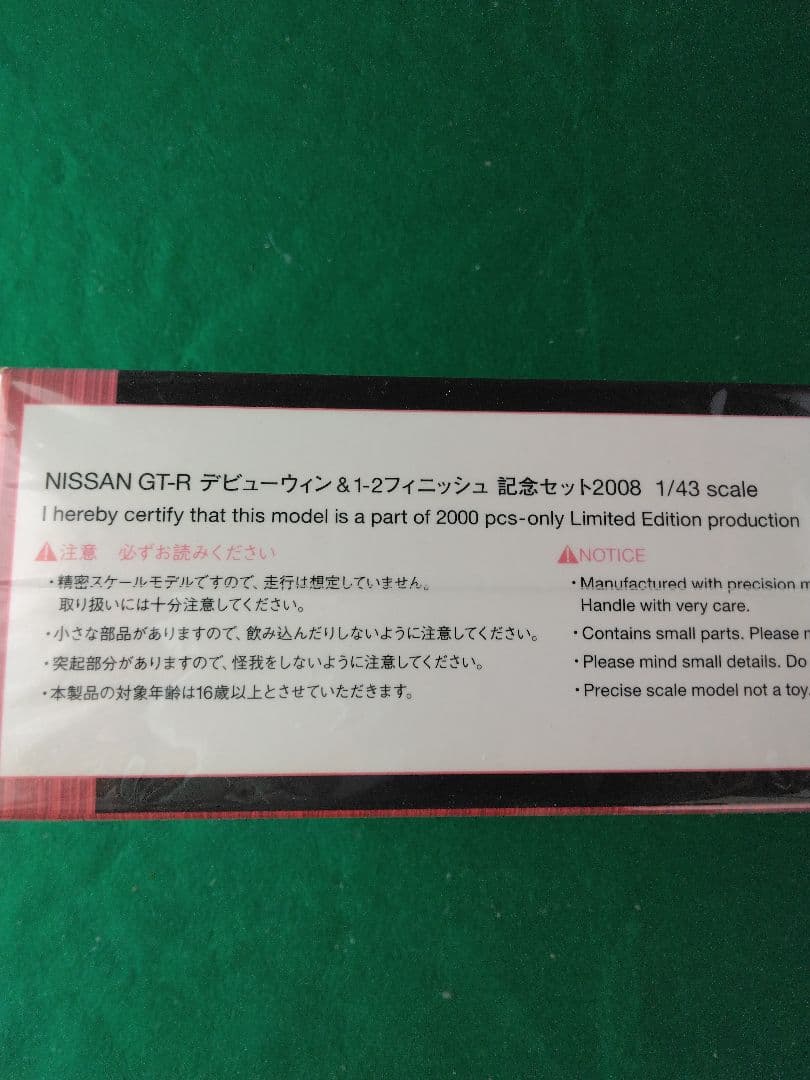 NISSAN GT-R デビューウィン&1-2フィニッシュ 記念セット2008 1/43 scale
I hereby certify that this model is a part of 2000 pcs-only Limited Edition production
注意 必ずお読みください
・精密スケールモデルですので、走行は想定していません。
取り扱いには十分注意してください。
・小さな部品がありますので、飲み込んだりしないように注意してください。
・突起部分がありますので、怪我をしないように注意してください。
・本製品の対象年齢は16歳以上とさせていただきます。
NOTICE
・Manufactured with precision
Handle with very care.
・Contains small parts. Please
・Please mind small details. Do
・Precise scale model not a toy.